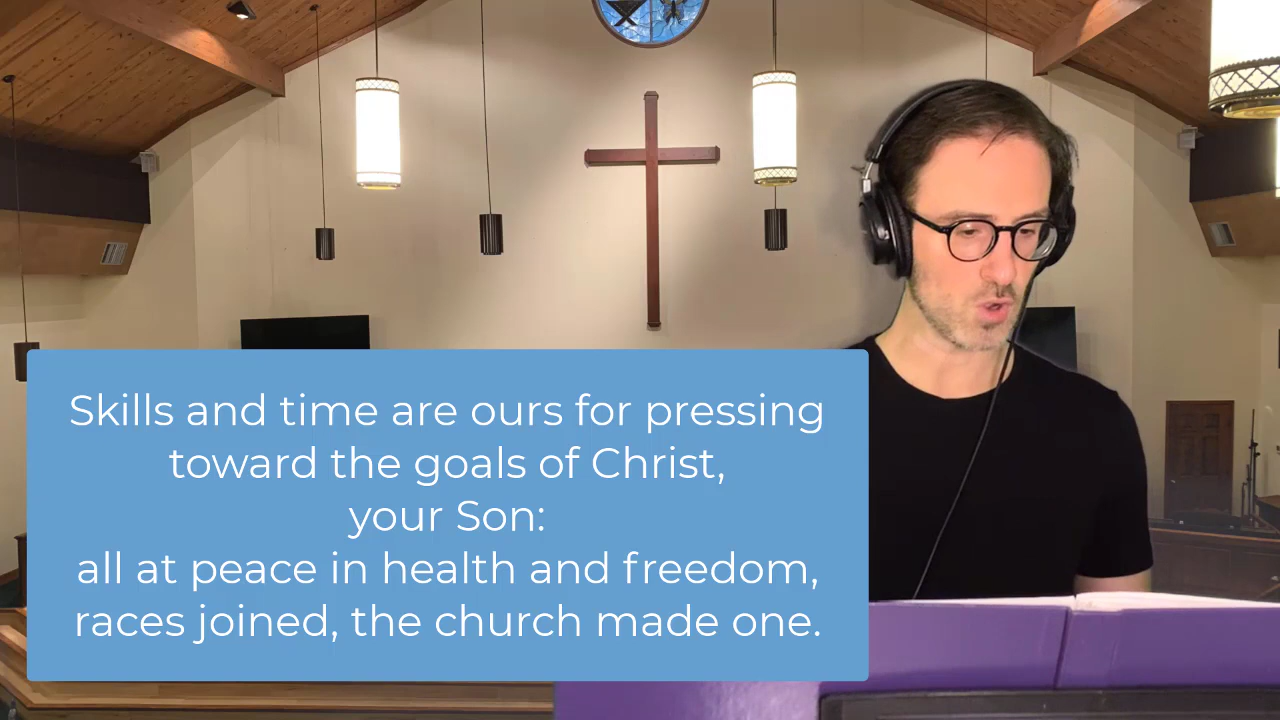 Skills and time are ours for pressing
toward the goals of Christ,
your Son:
all at peace in health and freedom,
races joined, the church made one.